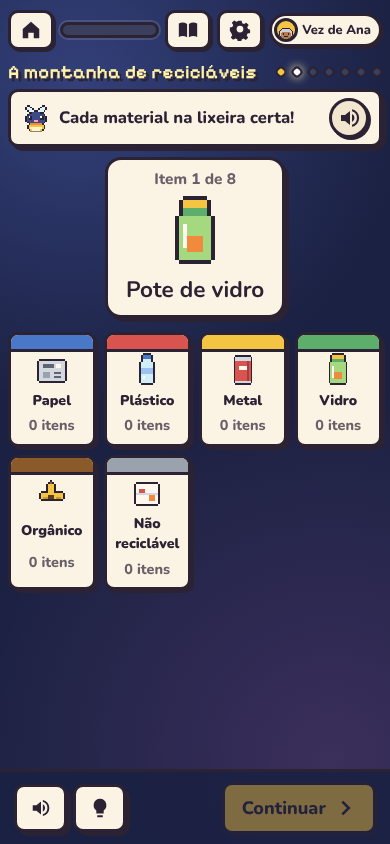 Vez de Ana
A montanha de recicláveis
Cada material na lixeira certa!
Item 1 de 8
Pote de vidro
Papel
0 itens
Plástico
0 itens
Metal
0 itens
Vidro
0 itens
Orgânico
0 itens
Não
reciclável
0 itens
Continuar